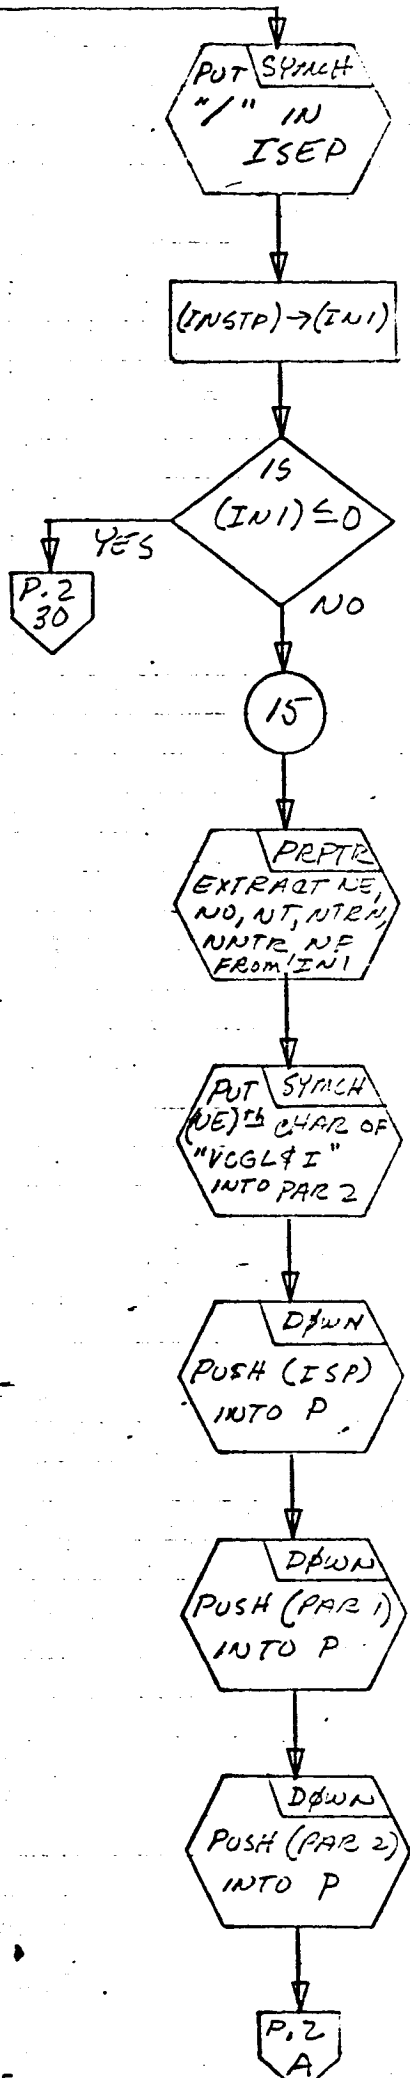 PUT SYMCH
"/" IN
ISEP
(INSTP)→(IN1)
IS
(IN1)≤0
YES
P.2
30
NO
15
PRPTR
EXTRACT NE,
NO, NT, NTRN,
NNTR, NF
FROM IN1
PUT SYMCH
(NE)th CHAR OF
"VCGL$I"
INTO PAR 2
DØWN
PUSH (ISP)
INTO P
DØWN
PUSH (PAR 1)
INTO P
DØWN
PUSH (PAR 2)
INTO P
P.2
A